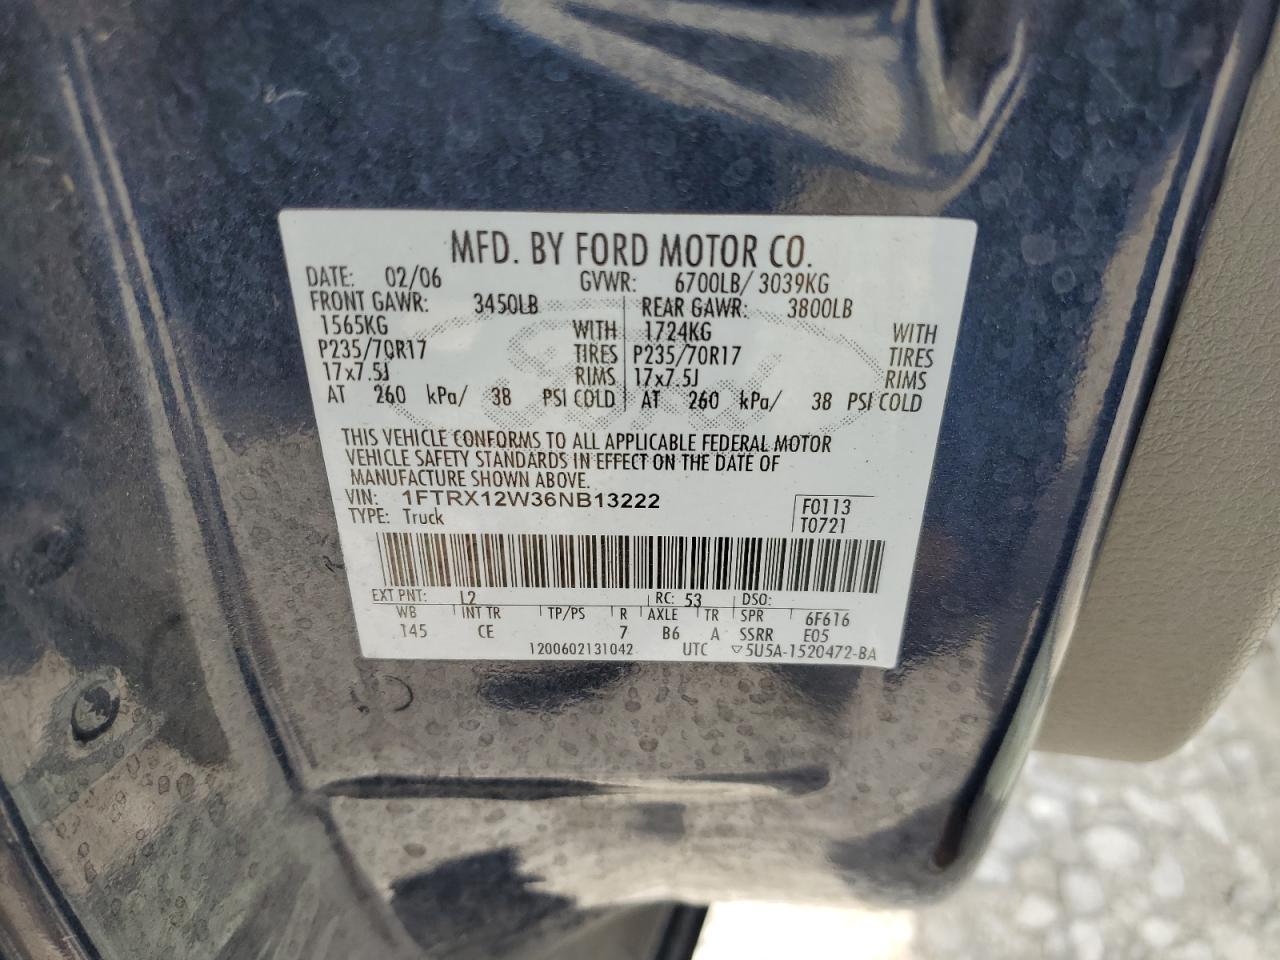 MFD. BY FORD MOTOR CO.
DATE: 02/06 GVWR: 6700LB/ 3039KG
FRONT GAWR: 3450LB REAR GAWR: 3800LB
1565KG WITH 1724KG WITH
P235/70R17 TIRES P235/70R17 TIRES
17x7.5J RIMS 17x7.5J RIMS
AT 260 kPa/ 38 PSI COLD AT 260 kPa/ 38 PSI COLD
THIS VEHICLE CONFORMS TO ALL APPLICABLE FEDERAL MOTOR
VEHICLE SAFETY STANDARDS IN EFFECT ON THE DATE OF
MANUFACTURE SHOWN ABOVE.
VIN: 1FTRX12W36NB13222 F0113
TYPE: Truck T0721
EXT PNT: L2 RC: 53 DSO:
WB INT TR TP/PS R AXLE TR SPR 6F616
145 CE 7 B6 A SSRR E05
1200602131042 UTC ▽5U5A-1520472-BA